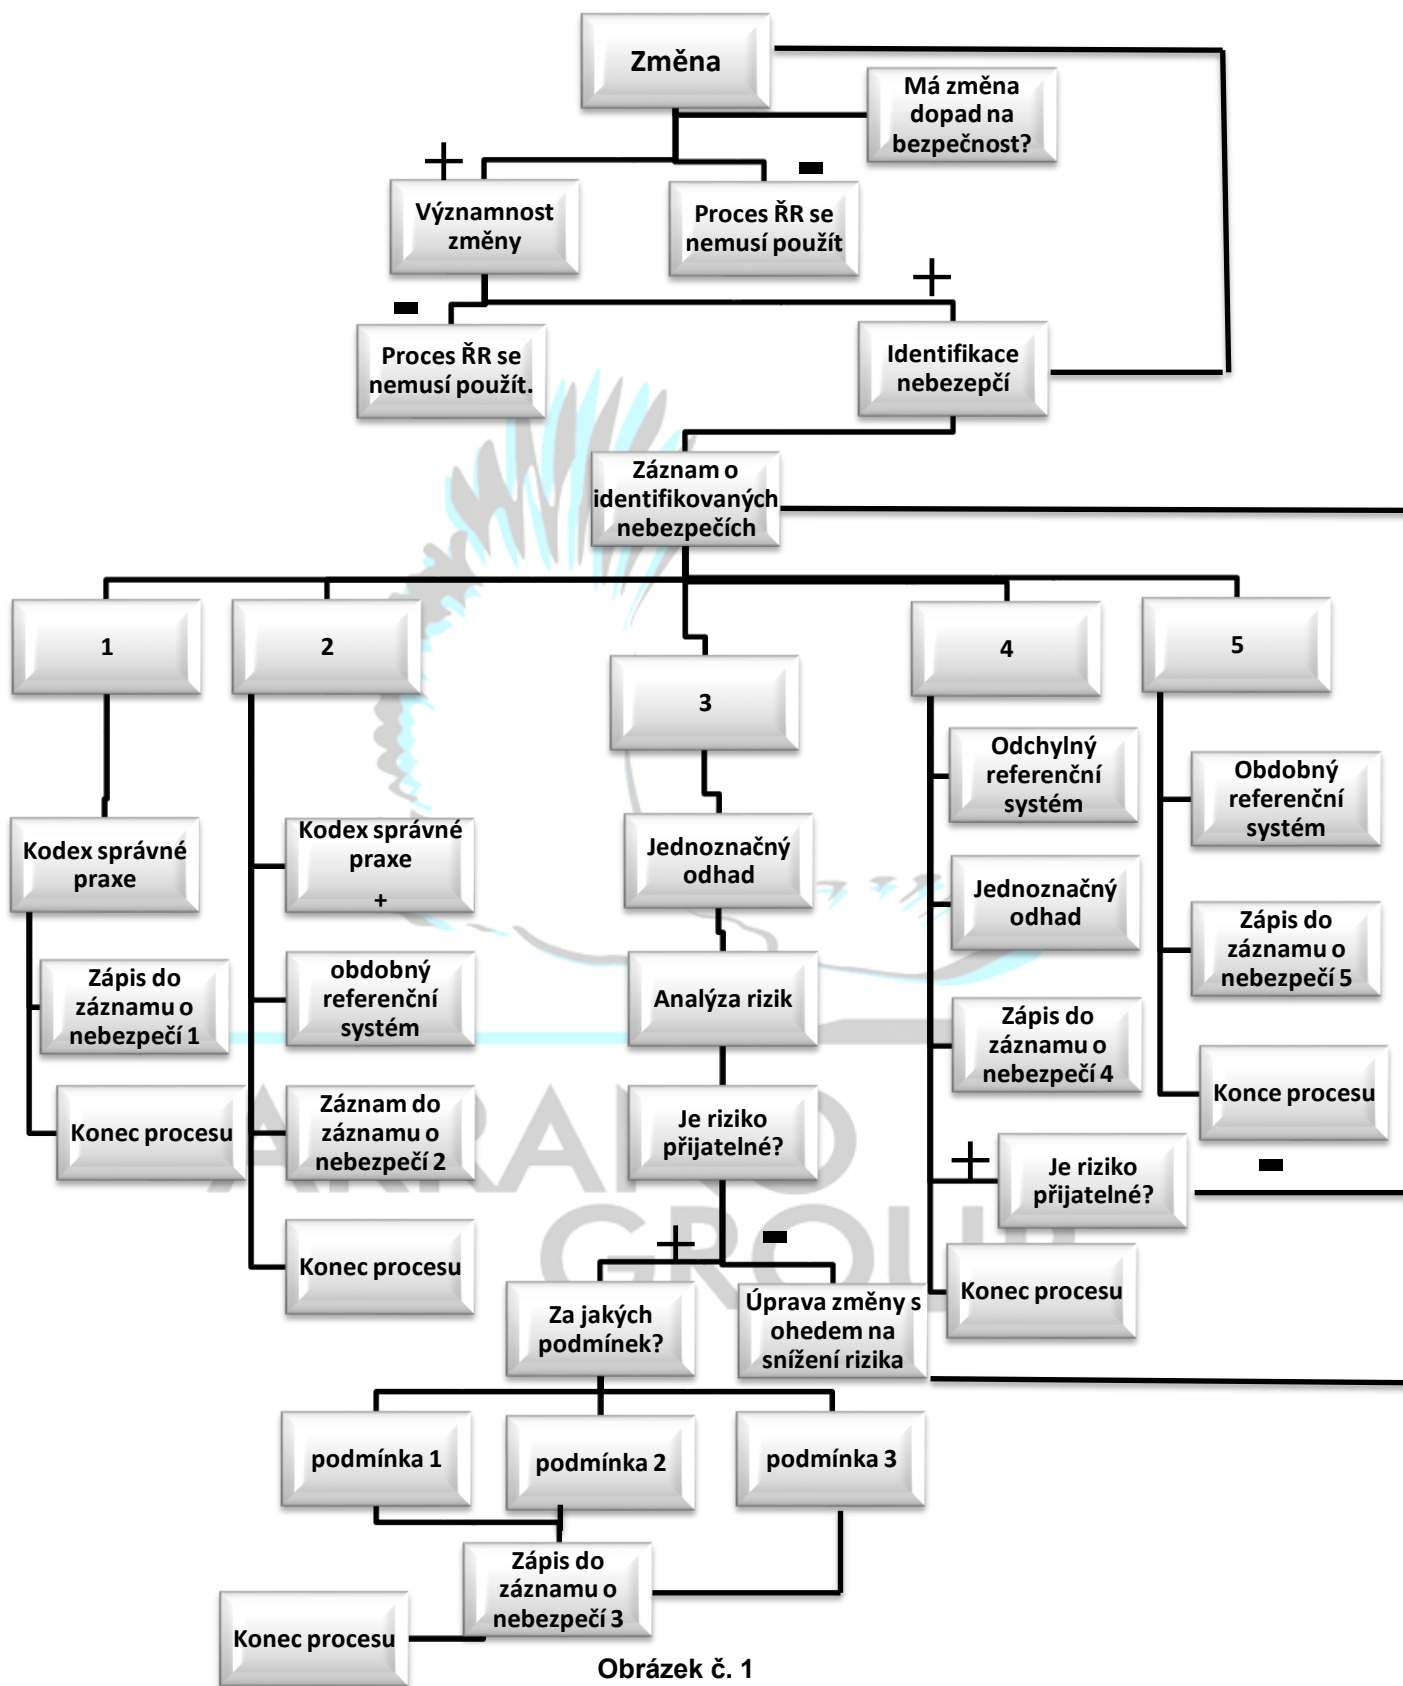 Změna
Má změna
dopad na
bezpečnost?
+
-
Významnost
změny
Proces ŘR se
nemusí použít
+
-
Proces ŘR se
nemusí použít.
Identifikace
nebezepčí
Záznam o
identifikovaných
nebezpečích
1
2
3
4
5
Kodex správné
praxe
Zápis do
záznamu o
nebezpečí 1
Konec procesu
Kodex správné
praxe
+
obdobný
referenční
systém
Záznam do
záznamu o
nebezpečí 2
Konec procesu
Jednoznačný
odhad
Analýza rizik
Je riziko
přijatelné?
+
-
Za jakých
podmínek?
Úprava změny s
ohedem na
snížení rizika
podmínka 1
podmínka 2
podmínka 3
Zápis do
záznamu o
nebezpečí 3
Konec procesu
Odchylný
referenční
systém
Jednoznačný
odhad
Zápis do
záznamu o
nebezpečí 4
+
Je riziko
přijatelné?
-
Konec procesu
Obdobný
referenční
systém
Zápis do
záznamu o
nebezpečí 5
Konce procesu
ARRANO
GROUP
Obrázek č. 1